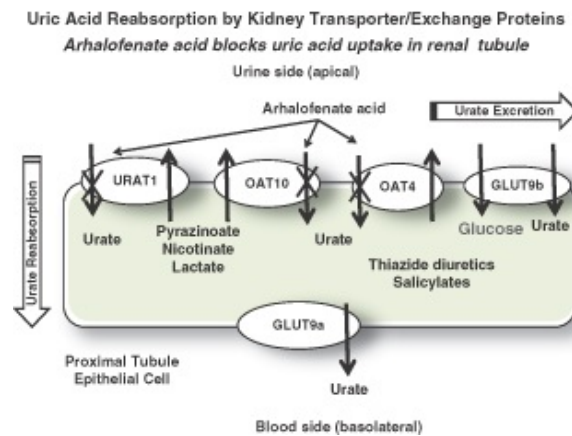 Uric Acid Reabsorption by Kidney Transporter/Exchange Proteins
Arhalofenate acid blocks uric acid uptake in renal tubule
Urine side (apical)
Arhalofenate acid
Urate Excretion
URAT1
OAT10
OAT4
GLUT9b
Urate Reabsorption
Urate
Pyrazinoate
Nicotinate
Lactate
Urate
Glucose
Urate
Thiazide diuretics
Salicylates
GLUT9a
Proximal Tubule
Epithelial Cell
Urate
Blood side (basolateral)